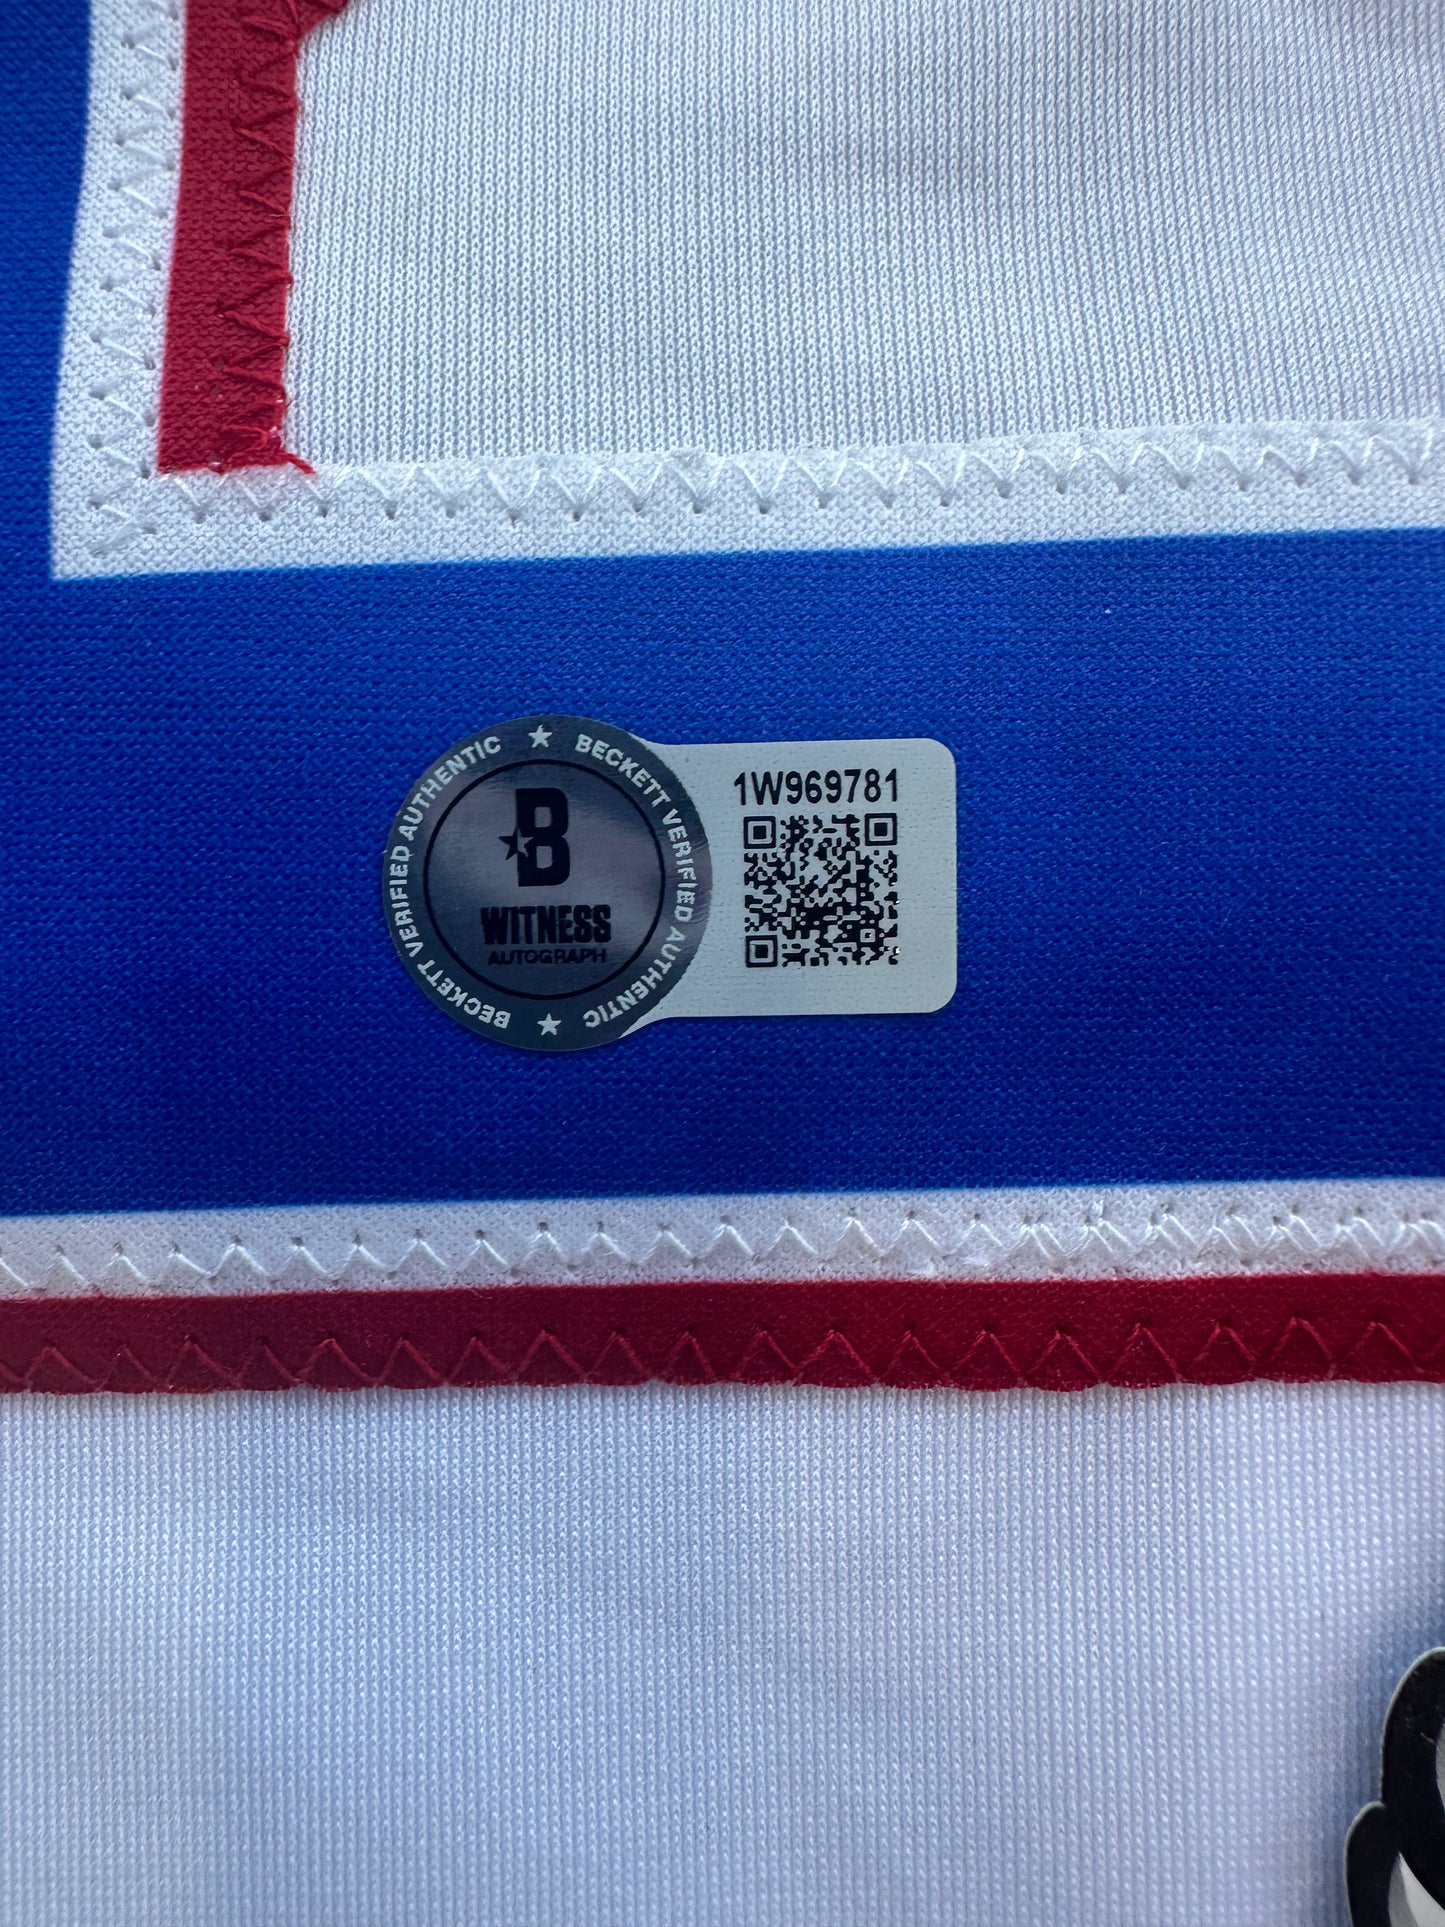 BECKETT VERIFIED AUTHENTIC ★ BECKETT VERIFIED AUTHENTIC ★
B
WITNESS
AUTOGRAPH
1W969781